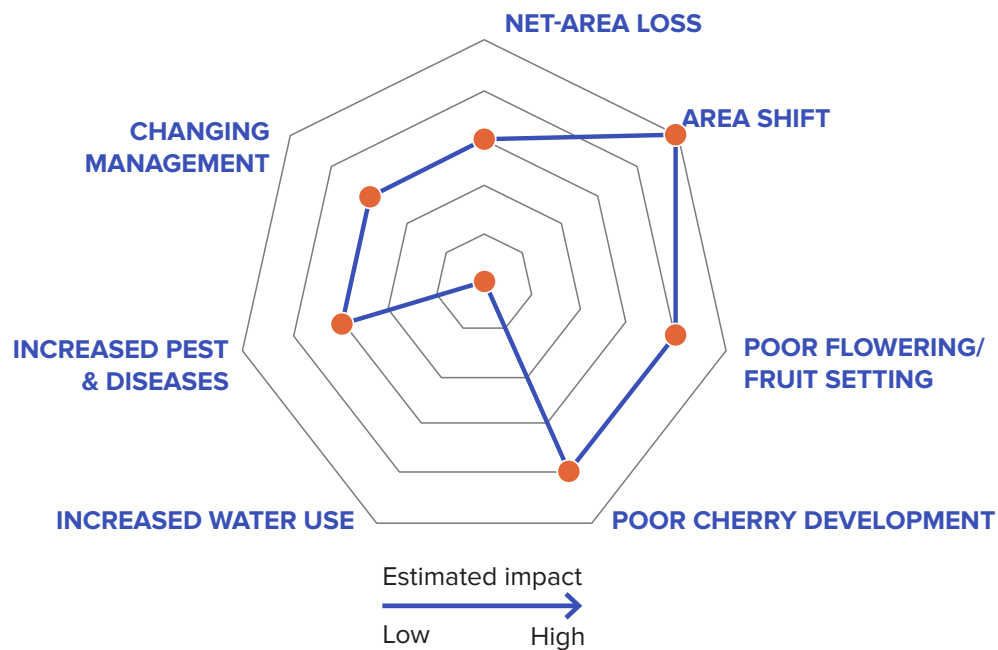 NET-AREA LOSS
AREA SHIFT
CHANGING
MANAGEMENT
POOR FLOWERING/
FRUIT SETTING
INCREASED PEST
& DISEASES
INCREASED WATER USE
POOR CHERRY DEVELOPMENT
Estimated impact
Low
High